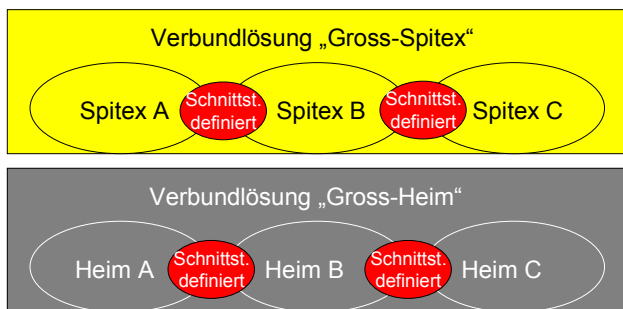 Verbundlösung „Gross-Spitex“
Spitex A
Schnittst.
definiert
Spitex B
Schnittst.
definiert
Spitex C
Verbundlösung „Gross-Heim“
Heim A
Schnittst.
definiert
Heim B
Schnittst.
definiert
Heim C